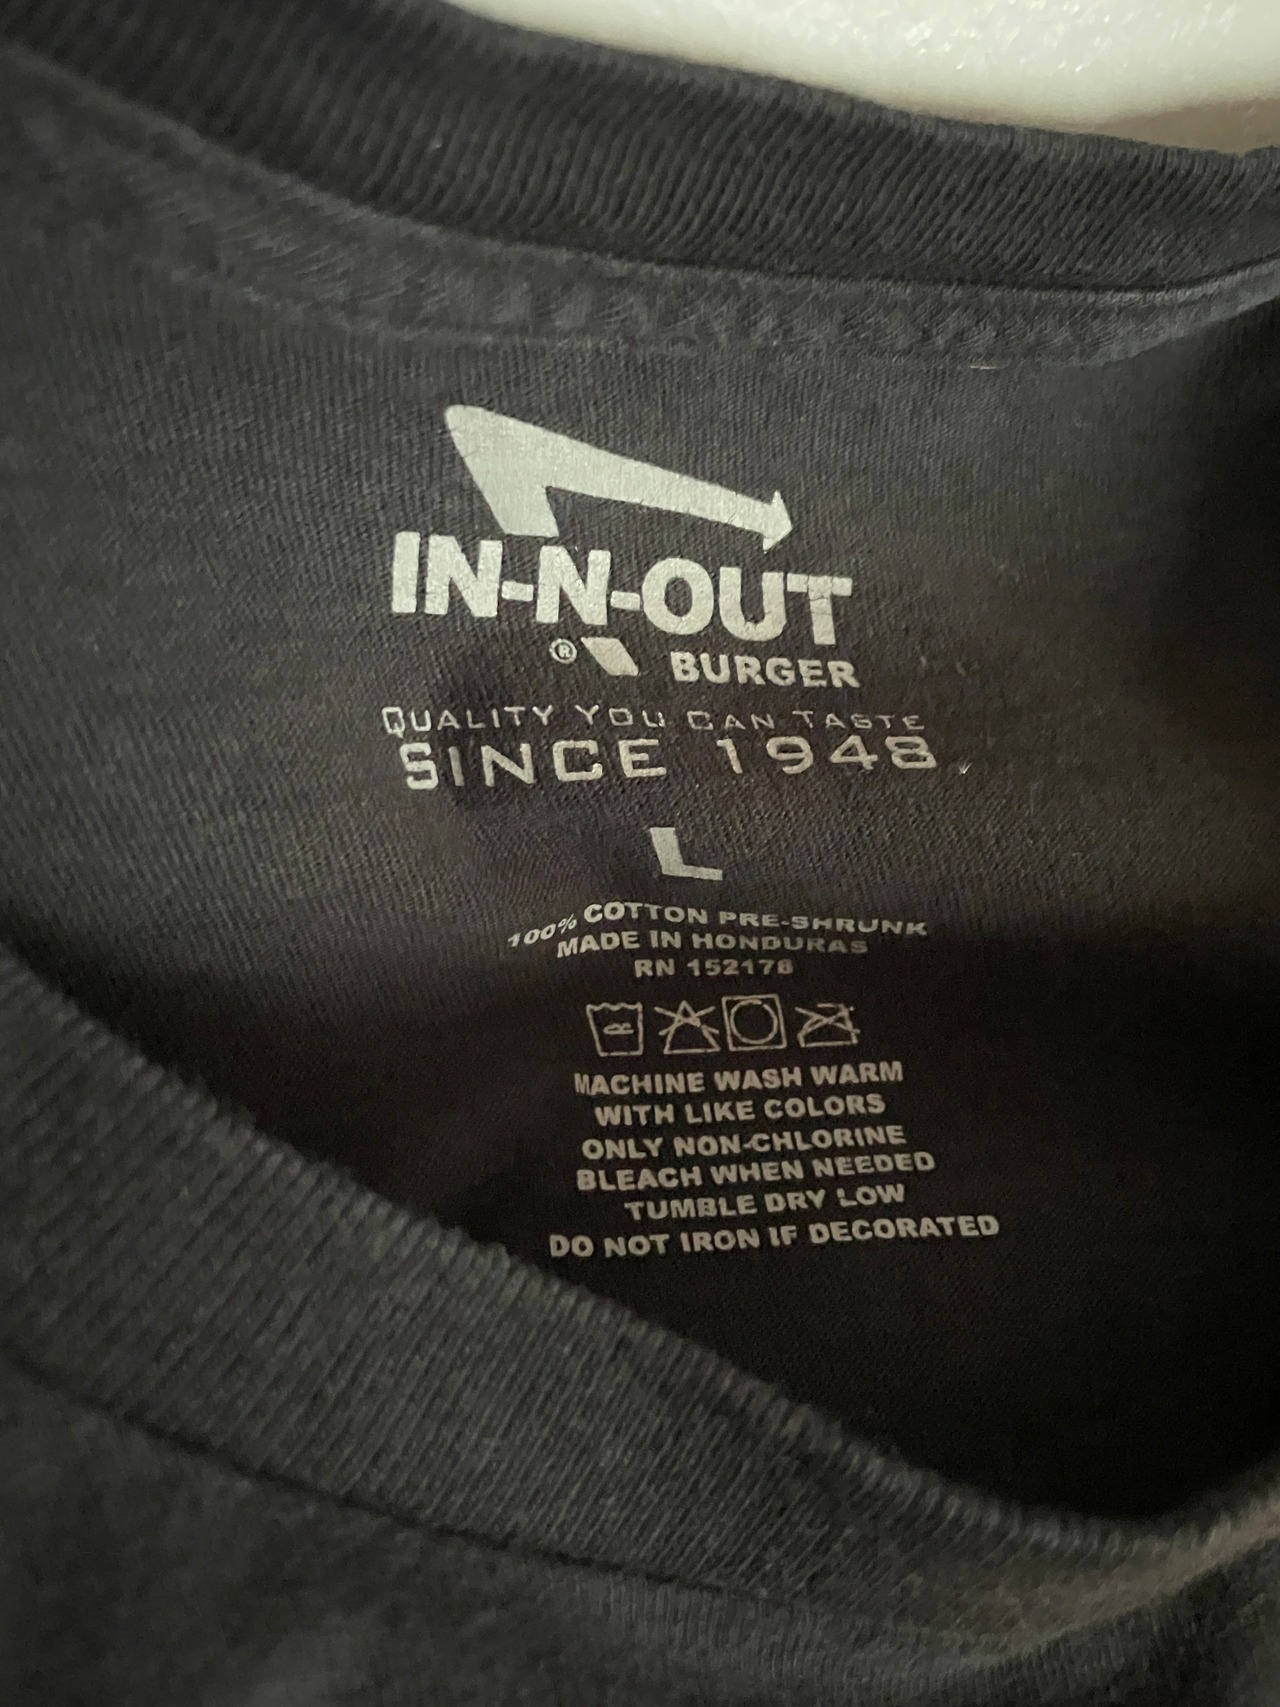 IN-N-OUT
® BURGER
QUALITY YOU CAN TASTE
SINCE 1948
L
100% COTTON PRE-SHRUNK
MADE IN HONDURAS
RN 152178
MACHINE WASH WARM
WITH LIKE COLORS
ONLY NON-CHLORINE
BLEACH WHEN NEEDED
TUMBLE DRY LOW
DO NOT IRON IF DECORATED